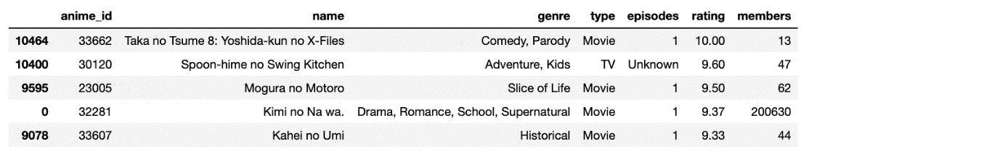 anime_id name genre type episodes rating members
10464 33662 Taka no Tsume 8: Yoshida-kun no X-Files Comedy, Parody Movie 1 10.00 13
10400 30120 Spoon-hime no Swing Kitchen Adventure, Kids TV Unknown 9.60 47
9595 23005 Mogura no Motoro Slice of Life Movie 1 9.50 62
0 32281 Kimi no Na wa. Drama, Romance, School, Supernatural Movie 1 9.37 200630
9078 33607 Kahei no Umi Historical Movie 1 9.33 44